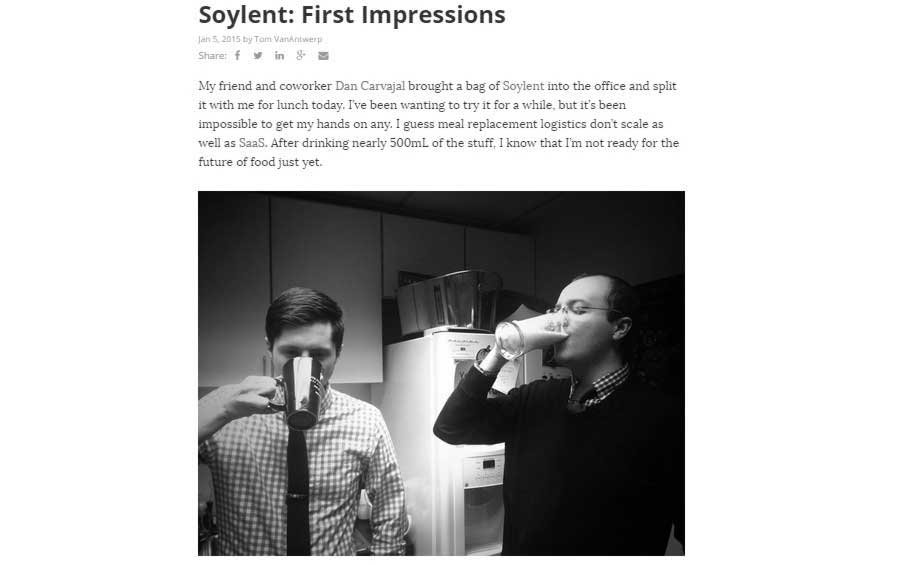 Soylent: First Impressions
Jan 5, 2015 by Tom VanAntwerp
Share:
My friend and coworker Dan Carvajal brought a bag of Soylent into the office and split
it with me for lunch today. I've been wanting to try it for a while, but it's been
impossible to get my hands on any. I guess meal replacement logistics don't scale as
well as SaaS. After drinking nearly 500mL of the stuff, I know that I'm not ready for the
future of food just yet.